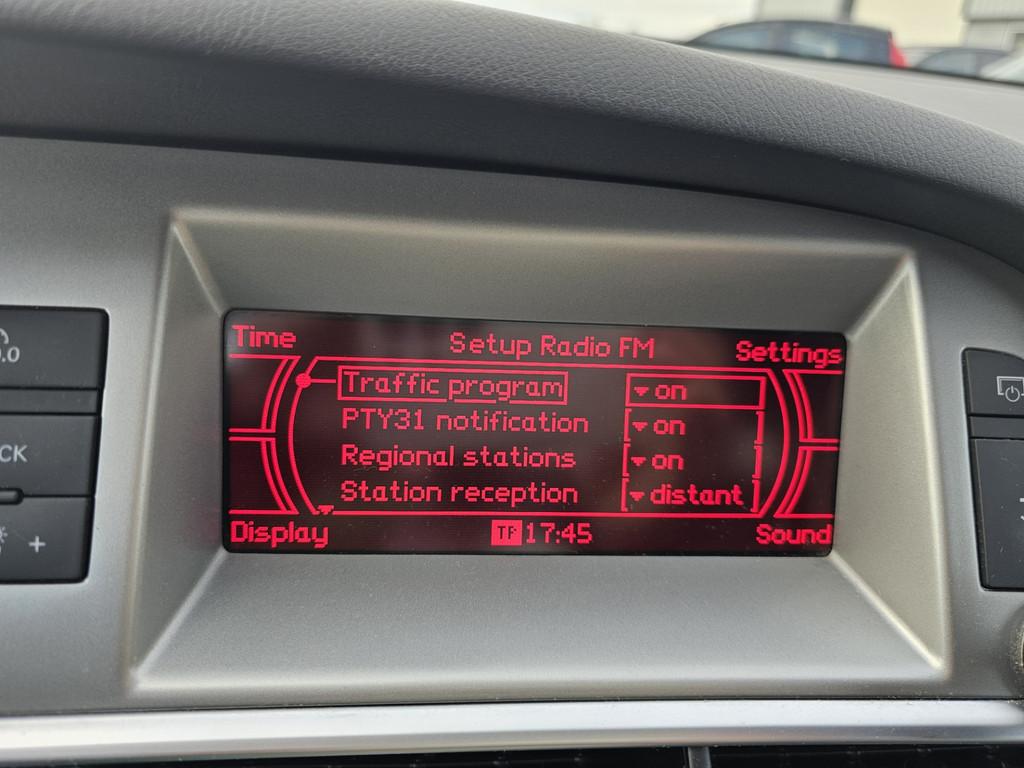 Time Setup Radio FM Settings
Traffic program on
PTY31 notification on
Regional stations on
Station reception distant
Display TP 17:45 Sound
CK
+